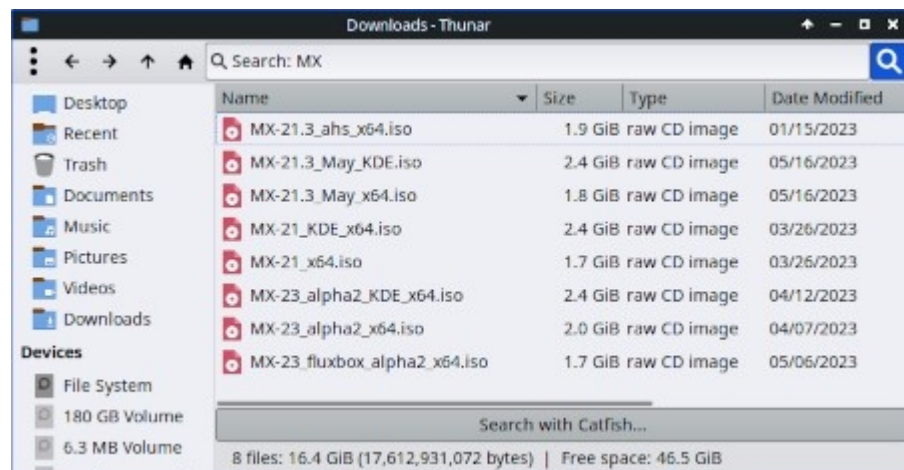 Downloads - Thunar
Search: MX
Name Size Type Date Modified
Desktop
Recent
Trash
Documents
Music
Pictures
Videos
Downloads
Devices
File System
180 GB Volume
6.3 MB Volume
MX-21.3_ahs_x64.iso 1.9 GiB raw CD image 01/15/2023
MX-21.3_May_KDE.iso 2.4 GiB raw CD image 05/16/2023
MX-21.3_May_x64.iso 1.8 GiB raw CD image 05/16/2023
MX-21_KDE_x64.iso 2.4 GiB raw CD image 03/26/2023
MX-21_x64.iso 1.7 GiB raw CD image 03/26/2023
MX-23_alpha2_KDE_x64.iso 2.4 GiB raw CD image 04/12/2023
MX-23_alpha2_x64.iso 2.0 GiB raw CD image 04/07/2023
MX-23_fluxbox_alpha2_x64.iso 1.7 GiB raw CD image 05/06/2023
Search with Catfish...
8 files: 16.4 GiB (17,612,931,072 bytes) | Free space: 46.5 GiB